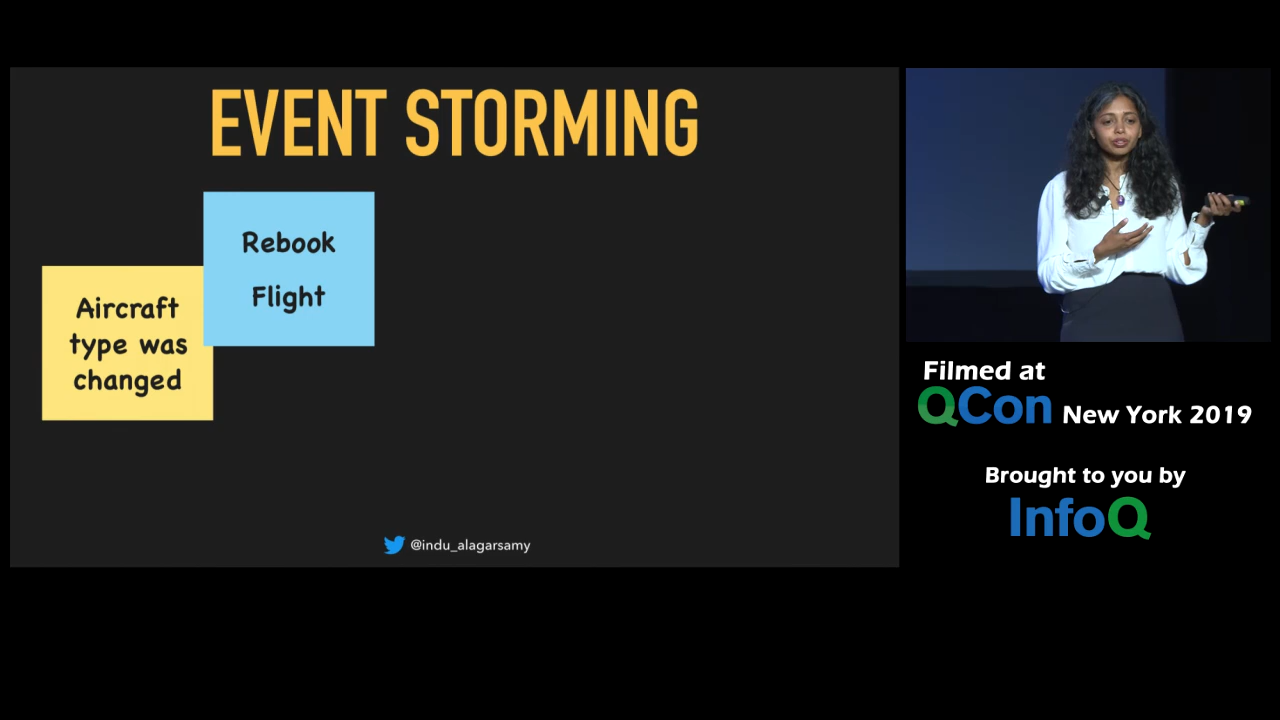 EVENT STORMING
Rebook
Flight
Aircraft
type was
changed
@indu_alagarsamy
Filmed at
QCon New York 2019
Brought to you by
InfoQ